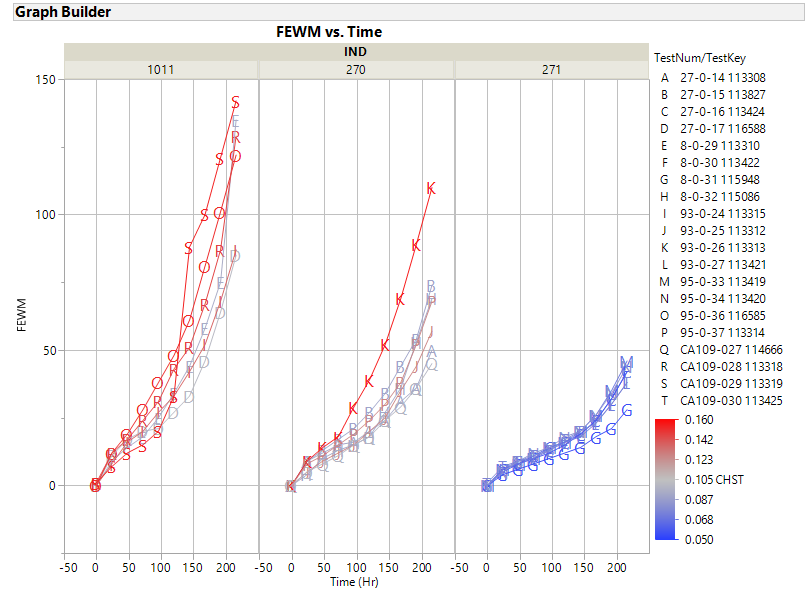 Graph Builder
FEWM vs. Time
IND
1011 270 271
150
100
50
0
FEWM
-50 0 50 100 150 200 -50 0 50 100 150 200 -50 0 50 100 150 200
Time (Hr)
TestNum/TestKey
A 27-0-14 113308
B 27-0-15 113827
C 27-0-16 113424
D 27-0-17 116588
E 8-0-29 113310
F 8-0-30 113422
G 8-0-31 115948
H 8-0-32 115086
I 93-0-24 113315
J 93-0-25 113312
K 93-0-26 113313
L 93-0-27 113421
M 95-0-33 113419
N 95-0-34 113420
O 95-0-36 116585
P 95-0-37 113314
Q CA109-027 114666
R CA109-028 113318
S CA109-029 113319
T CA109-030 113425
0.160
0.142
0.123
0.105 CHST
0.087
0.068
0.050